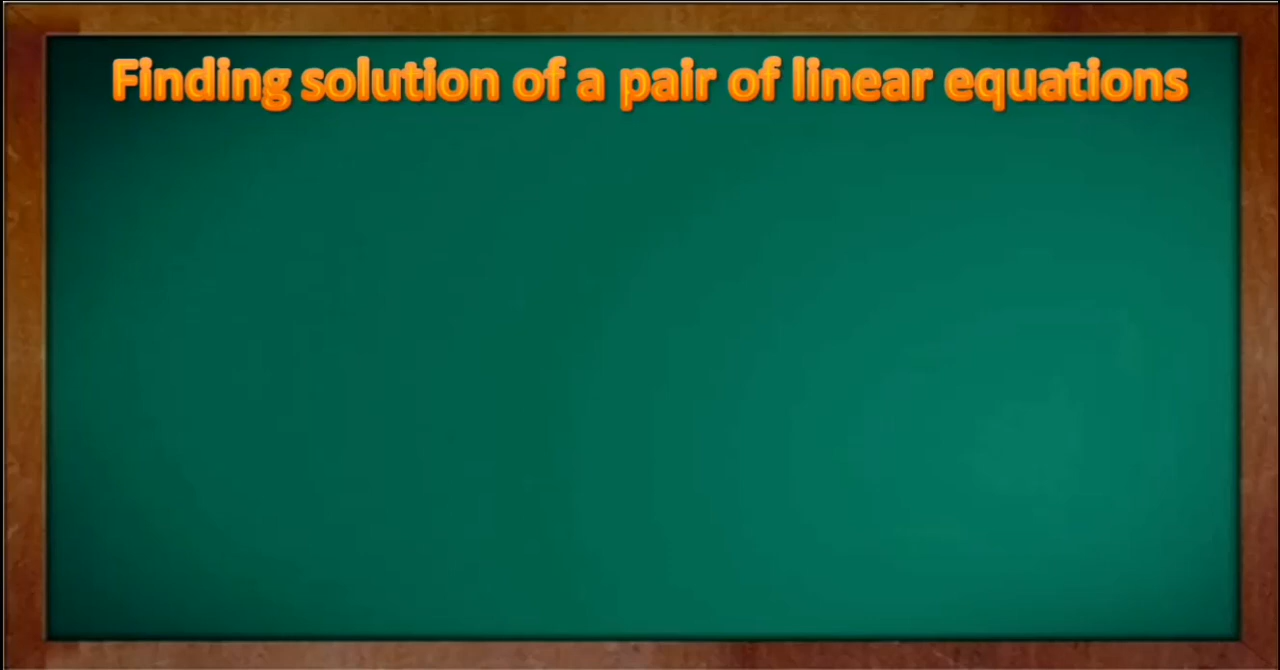 Finding solution of a pair of linear equations